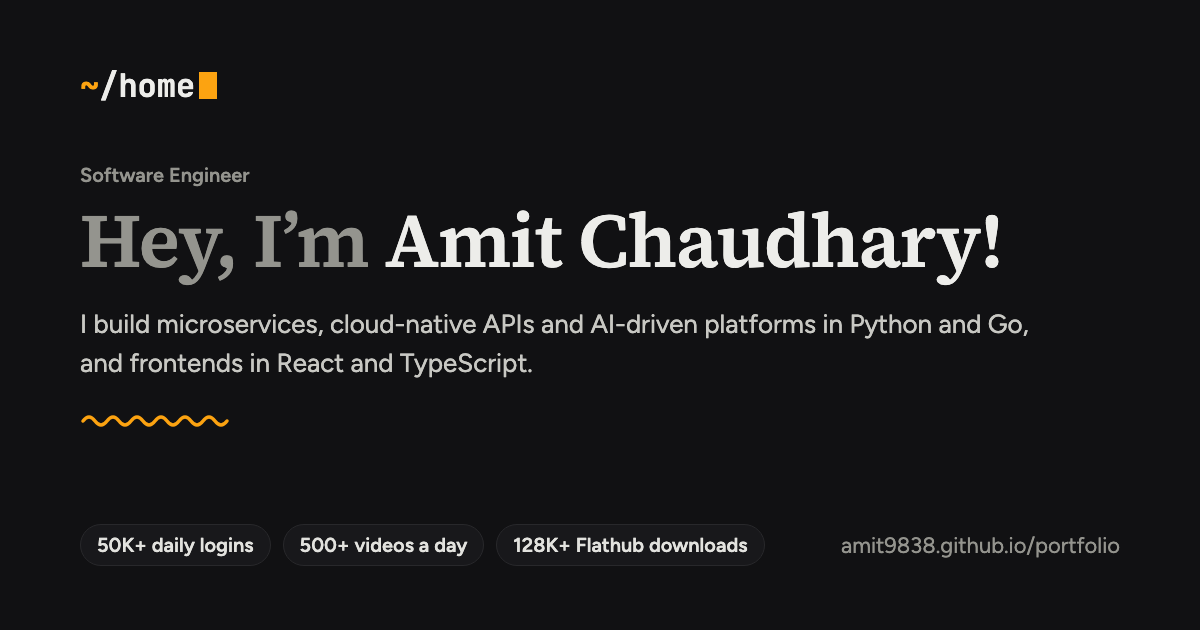 ~/home
Software Engineer
Hey, I’m Amit Chaudhary!
I build microservices, cloud-native APIs and AI-driven platforms in Python and Go,
and frontends in React and TypeScript.
50K+ daily logins
500+ videos a day
128K+ Flathub downloads
amit9838.github.io/portfolio